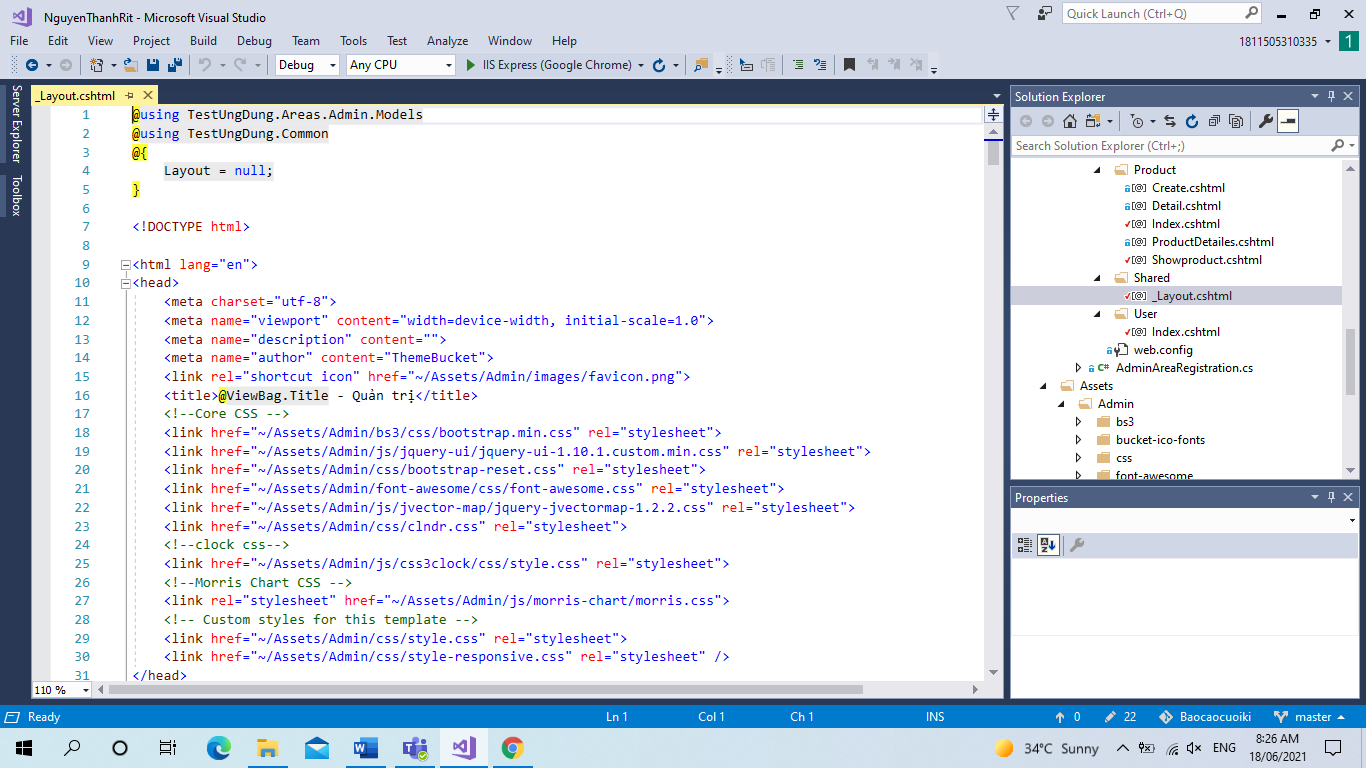 NguyenThanhRit - Microsoft Visual Studio
Quick Launch (Ctrl+Q)
File Edit View Project Build Debug Team Tools Test Analyze Window Help
1811505310335 1
Debug Any CPU IIS Express (Google Chrome)
Server Explorer
Toolbox
_Layout.cshtml
1 @using TestUngDung.Areas.Admin.Models
2 @using TestUngDung.Common
3 @{
4 Layout = null;
5 }
6
7 <!DOCTYPE html>
8
9 <html lang="en">
10 <head>
11 <meta charset="utf-8">
12 <meta name="viewport" content="width=device-width, initial-scale=1.0">
13 <meta name="description" content="">
14 <meta name="author" content="ThemeBucket">
15 <link rel="shortcut icon" href="~/Assets/Admin/images/favicon.png">
16 <title>@ViewBag.Title - Quản trị</title>
17 <!--Core CSS -->
18 <link href="~/Assets/Admin/bs3/css/bootstrap.min.css" rel="stylesheet">
19 <link href="~/Assets/Admin/js/jquery-ui/jquery-ui-1.10.1.custom.min.css" rel="stylesheet">
20 <link href="~/Assets/Admin/css/bootstrap-reset.css" rel="stylesheet">
21 <link href="~/Assets/Admin/font-awesome/css/font-awesome.css" rel="stylesheet">
22 <link href="~/Assets/Admin/js/jvector-map/jquery-jvectormap-1.2.2.css" rel="stylesheet">
23 <link href="~/Assets/Admin/css/clndr.css" rel="stylesheet">
24 <!--clock css-->
25 <link href="~/Assets/Admin/js/css3clock/css/style.css" rel="stylesheet">
26 <!--Morris Chart CSS -->
27 <link rel="stylesheet" href="~/Assets/Admin/js/morris-chart/morris.css">
28 <!-- Custom styles for this template -->
29 <link href="~/Assets/Admin/css/style.css" rel="stylesheet">
30 <link href="~/Assets/Admin/css/style-responsive.css" rel="stylesheet" />
31 </head>
110 %
Solution Explorer
Search Solution Explorer (Ctrl+;)
Product
Create.cshtml
Detail.cshtml
Index.cshtml
ProductDetailes.cshtml
Showproduct.cshtml
Shared
_Layout.cshtml
User
Index.cshtml
web.config
C# AdminAreaRegistration.cs
Assets
Admin
bs3
bucket-ico-fonts
css
font-awesome
Properties
Ready Ln 1 Col 1 Ch 1 INS 0 22 Baocaocuoiki master
34°C Sunny ENG 8:26 AM
18/06/2021